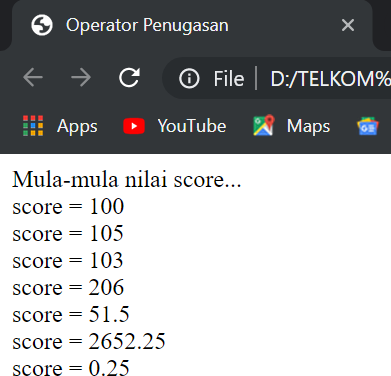 Operator Penugasan
File
D:/TELKOM%
Apps YouTube Maps
Mula-mula nilai score...
score = 100
score = 105
score = 103
score = 206
score = 51.5
score = 2652.25
score = 0.25